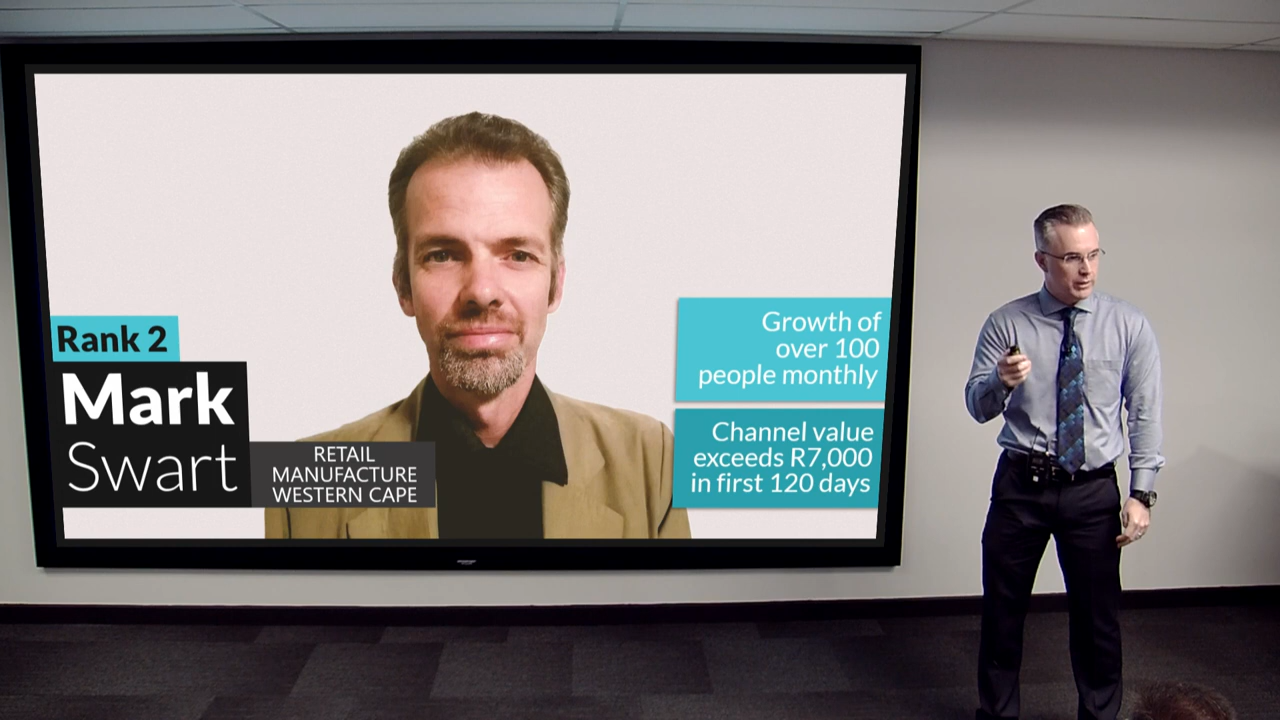 Rank 2
Mark
Swart
RETAIL
MANUFACTURE
WESTERN CAPE
Growth of
over 100
people monthly
Channel value
exceeds R7,000
in first 120 days